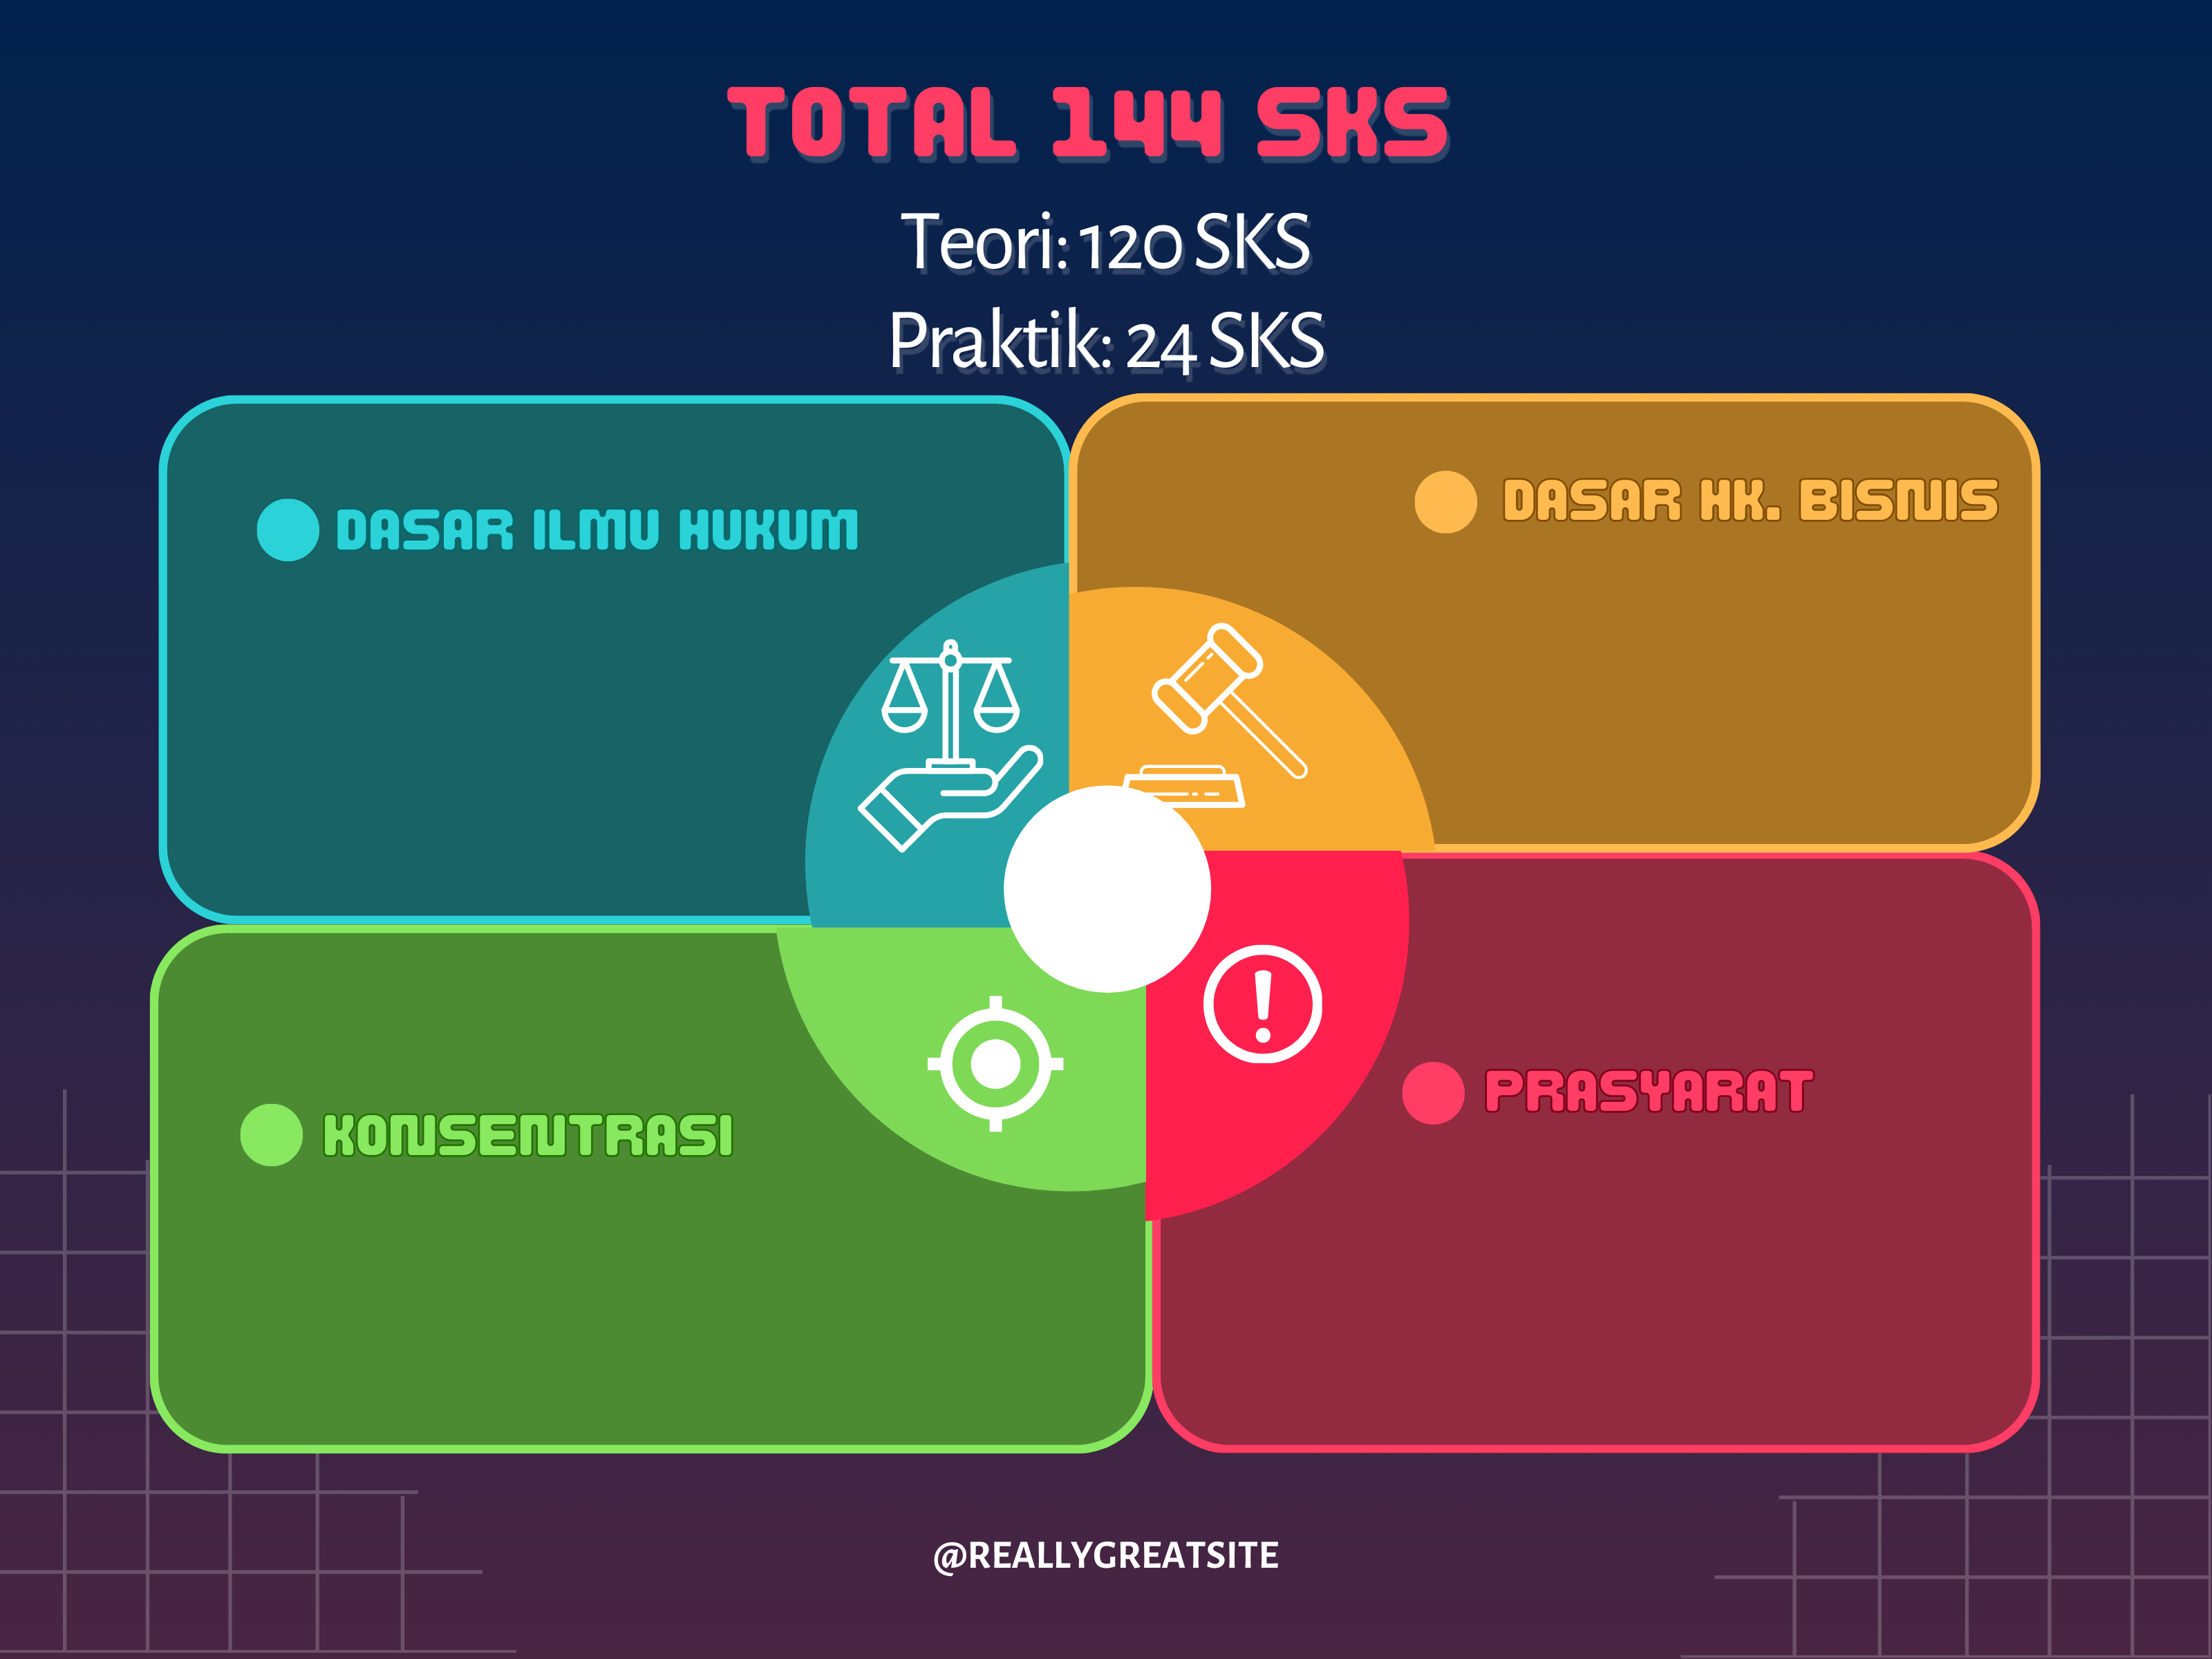 TOTAL 144 SKS
Teori: 120 SKS
Praktik: 24 SKS
DASAR ILMU HUKUM
DASAR HK. BISNIS
KONSENTRASI
PRASYARAT
@REALLYGREATSITE